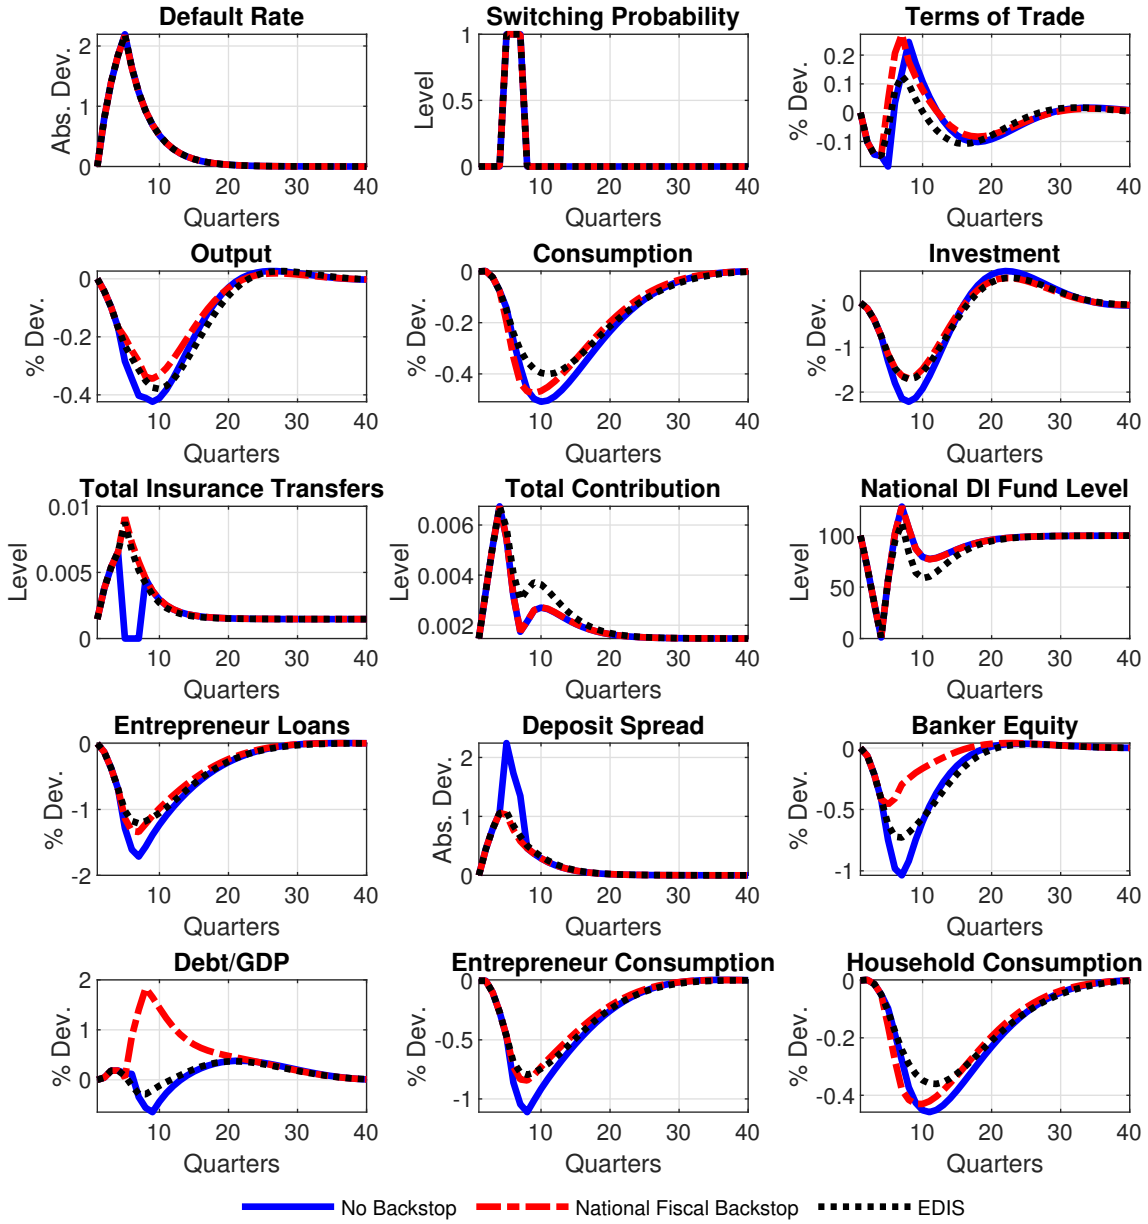 Default Rate
Switching Probability
Terms of Trade
Abs. Dev.
2
1
0
10 20 30 40
Quarters
Level
1
0.5
0
10 20 30 40
Quarters
% Dev.
0.2
0.1
0
-0.1
10 20 30 40
Quarters
Output
Consumption
Investment
% Dev.
0
-0.2
-0.4
10 20 30 40
Quarters
% Dev.
0
-0.2
-0.4
10 20 30 40
Quarters
% Dev.
0
-1
-2
10 20 30 40
Quarters
Total Insurance Transfers
Total Contribution
National DI Fund Level
Level
0.01
0.005
0
10 20 30 40
Quarters
Level
0.006
0.004
0.002
10 20 30 40
Quarters
Level
100
50
0
10 20 30 40
Quarters
Entrepreneur Loans
Deposit Spread
Banker Equity
% Dev.
0
-1
-2
10 20 30 40
Quarters
Abs. Dev.
2
1
0
10 20 30 40
Quarters
% Dev.
0
-0.5
-1
10 20 30 40
Quarters
Debt/GDP
Entrepreneur Consumption
Household Consumption
% Dev.
2
1
0
10 20 30 40
Quarters
% Dev.
0
-0.5
-1
10 20 30 40
Quarters
% Dev.
0
-0.2
-0.4
10 20 30 40
Quarters
No Backstop National Fiscal Backstop EDIS